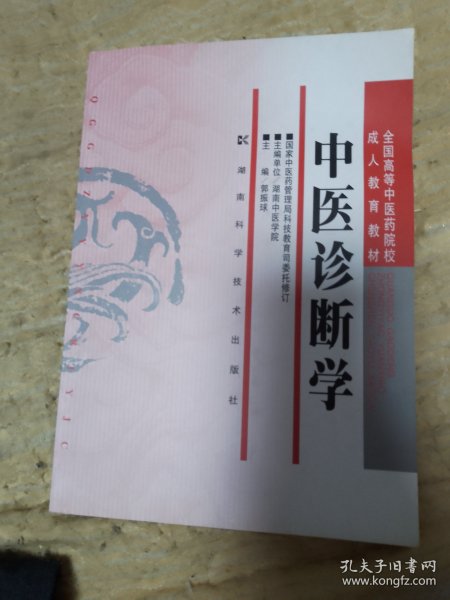 全国高等中医药院校
成人教育教材
中医诊断学
■国家中医药管理局科技教育司委托修订
■主编单位/湖南中医学院
■主 编/郭振球
湖南科学技术出版社
孔夫子旧书网
www.kongfz.com